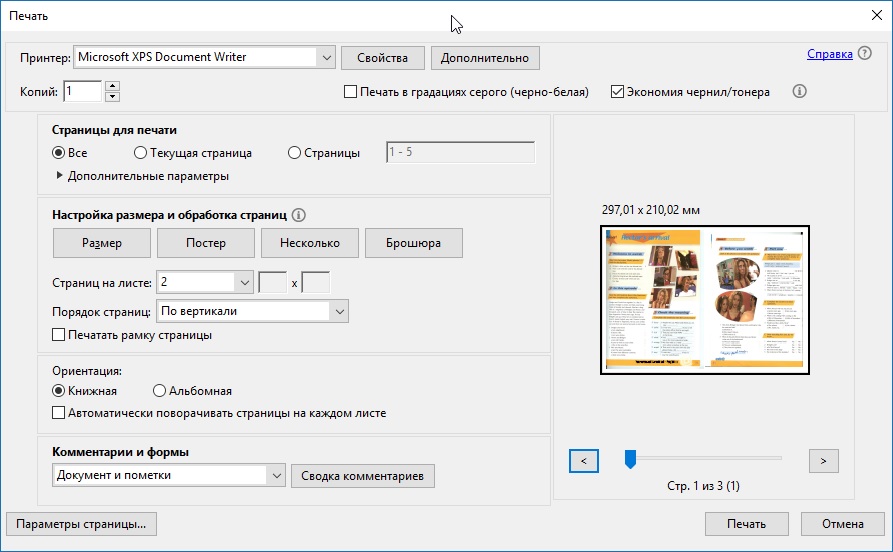 Печать
Принтер: Microsoft XPS Document Writer Свойства Дополнительно Справка
Копий: 1 Печать в градациях серого (черно-белая) Экономия чернил/тонера
Страницы для печати
Все Текущая страница Страницы 1 - 5
Дополнительные параметры
Настройка размера и обработка страниц
Размер Постер Несколько Брошюра
Страниц на листе: 2 x
Порядок страниц: По вертикали
Печатать рамку страницы
Ориентация:
Книжная Альбомная
Автоматически поворачивать страницы на каждом листе
Комментарии и формы
Документ и пометки Сводка комментариев
297,01 x 210,02 мм
< >
Стр. 1 из 3 (1)
Параметры страницы... Печать Отмена